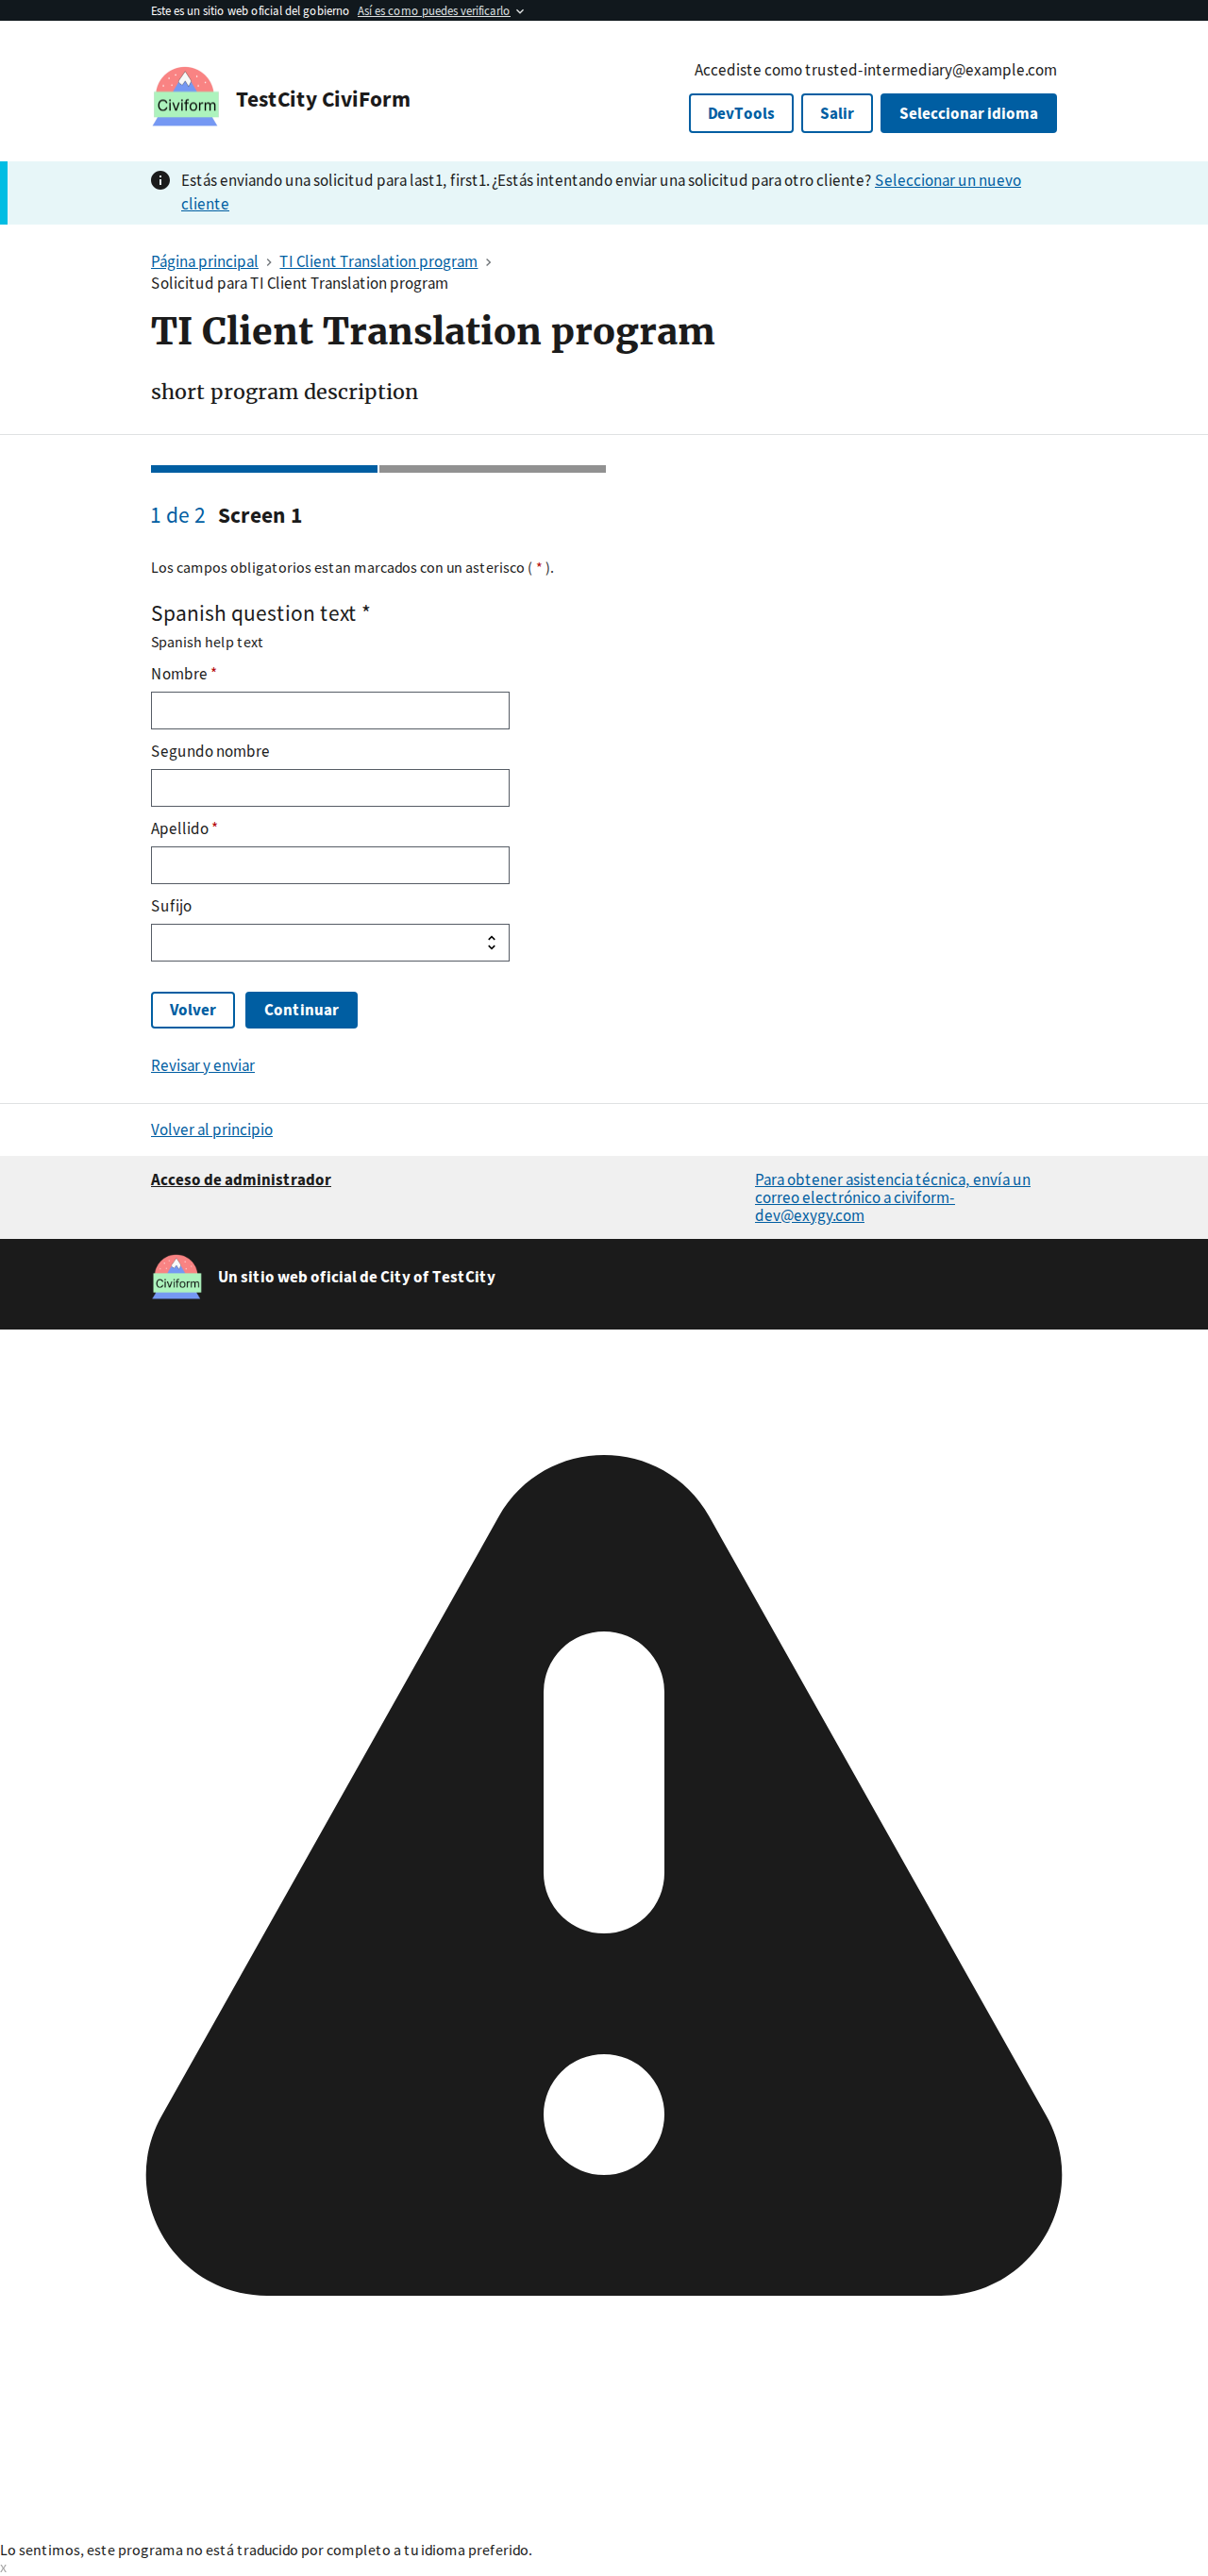 Este es un sitio web oficial del gobierno Así es como puedes verificarlo
Civiform
TestCity CiviForm
Accediste como trusted-intermediary@example.com
DevTools
Salir
Seleccionar idioma
Estás enviando una solicitud para last1, first1. ¿Estás intentando enviar una solicitud para otro cliente? Seleccionar un nuevo
cliente
Página principal
TI Client Translation program
Solicitud para TI Client Translation program
TI Client Translation program
short program description
1 de 2 Screen 1
Los campos obligatorios estan marcados con un asterisco ( * ).
Spanish question text *
Spanish help text
Nombre *
Segundo nombre
Apellido *
Sufijo
Volver
Continuar
Revisar y enviar
Volver al principio
Acceso de administrador
Para obtener asistencia técnica, envía un
correo electrónico a civiform-
dev@exygy.com
Civiform
Un sitio web oficial de City of TestCity
Lo sentimos, este programa no está traducido por completo a tu idioma preferido.
x